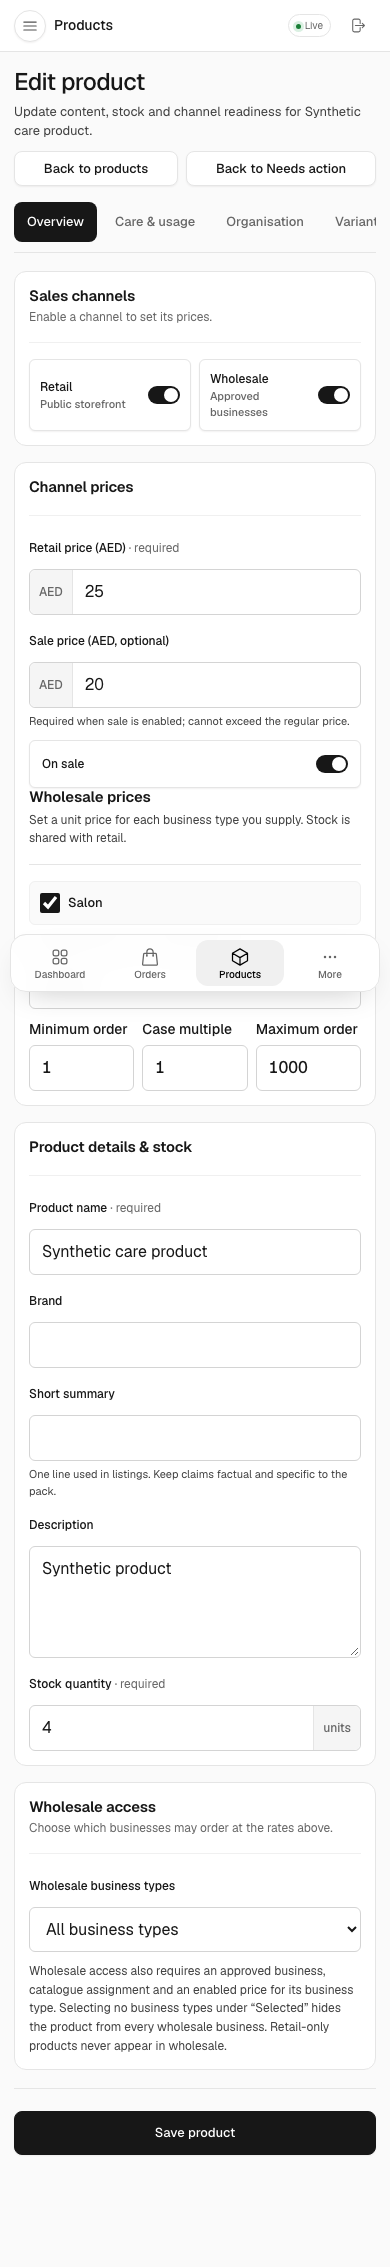 Products
Live
Edit product
Update content, stock and channel readiness for Synthetic
care product.
Back to products
Back to Needs action
Overview
Care & usage
Organisation
Variant
Sales channels
Enable a channel to set its prices.
Retail
Public storefront
Wholesale
Approved
businesses
Channel prices
Retail price (AED) · required
AED
25
Sale price (AED, optional)
AED
20
Required when sale is enabled; cannot exceed the regular price.
On sale
Wholesale prices
Set a unit price for each business type you supply. Stock is
shared with retail.
Salon
Dashboard
Orders
Products
More
Minimum order
Case multiple
Maximum order
1
1
1000
Product details & stock
Product name · required
Synthetic care product
Brand
Short summary
One line used in listings. Keep claims factual and specific to the
pack.
Description
Synthetic product
Stock quantity · required
4
units
Wholesale access
Choose which businesses may order at the rates above.
Wholesale business types
All business types
Wholesale access also requires an approved business,
catalogue assignment and an enabled price for its business
type. Selecting no business types under “Selected” hides
the product from every wholesale business. Retail-only
products never appear in wholesale.
Save product